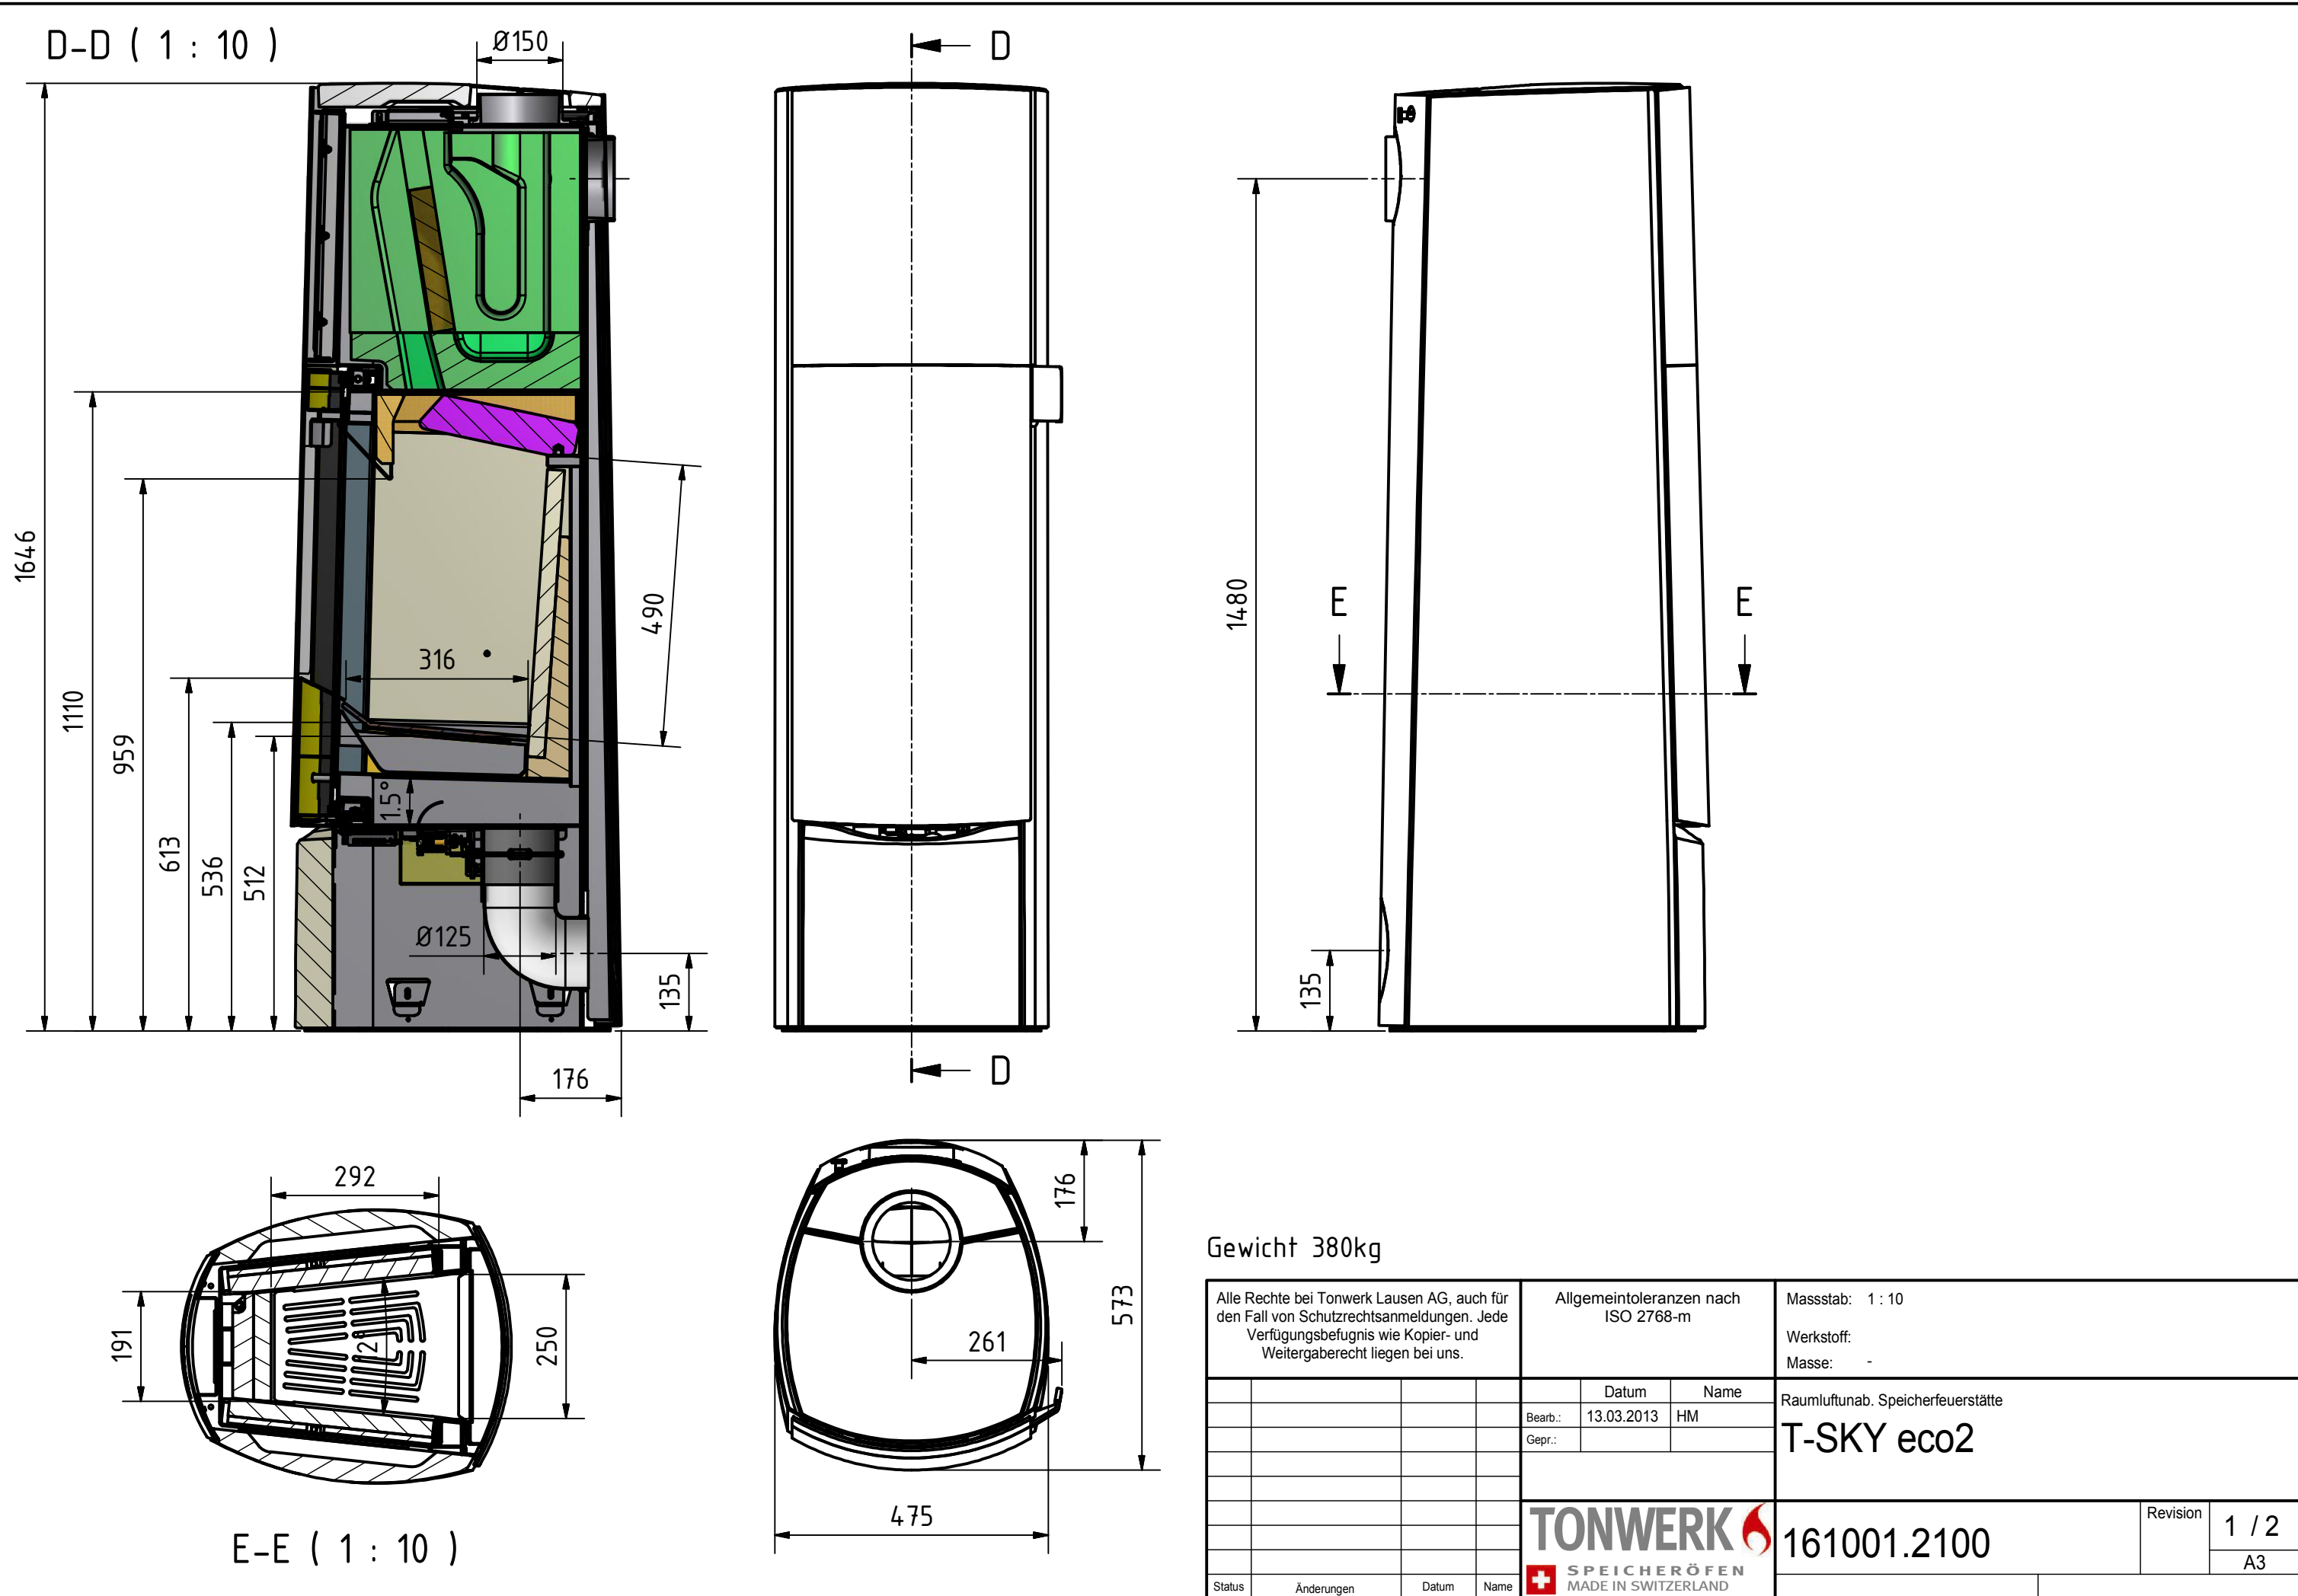 D-D ( 1 : 10 )
Ø150
D
1646
1110
959
613
536
512
316
490
1.5°
Ø125
135
176
D
1480
E
E
135
292
191
250
E-E ( 1 : 10 )
176
573
261
475
Gewicht 380kg
Alle Rechte bei Tonwerk Lausen AG, auch für
den Fall von Schutzrechtsanmeldungen. Jede
Verfügungsbefugnis wie Kopier- und
Weitergaberecht liegen bei uns.
Allgemeintoleranzen nach
ISO 2768-m
Massstab: 1 : 10
Werkstoff:
Masse: -
Datum Name
Bearb.: 13.03.2013 HM
Gepr.:
Raumluftunab. Speicherfeuerstätte
T-SKY eco2
TONWERK
SPEICHERÖFEN
MADE IN SWITZERLAND
161001.2100
Revision
1 / 2
A3
Status Änderungen Datum Name